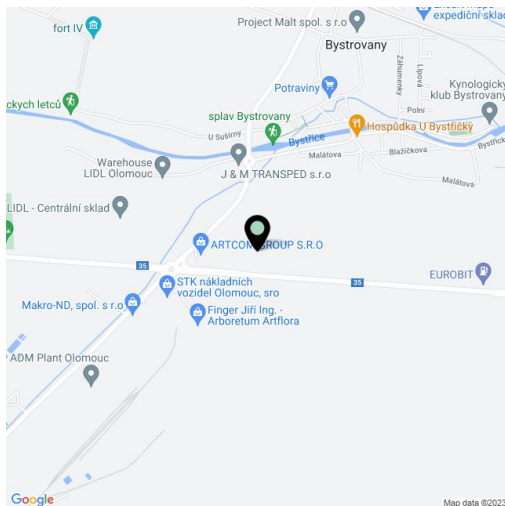 Project Malt spol. s r.o
expediční sklad
fort IV
Bystrovany
Potraviny
Záhumenky
Lípová
Kynologický
klub Bystrovany
ckých letců
Polní
U Sušírny
splav Bystrovany
Bystřice
Hospůdka U Bystřičky
Warehouse
LIDL Olomouc
Malátova
Blažíčkova
J & M TRANSPED s.r.o
Malátova
LIDL - Centrální sklad
ARTCOM GROUP S.R.O
35
STK nákladních
vozidel Olomouc, sro
35
EUROBIT
Makro-ND, spol. s r.o
Finger Jiří Ing. -
Arboretum Artflora
ADM Plant Olomouc
Google
Map data ©2023